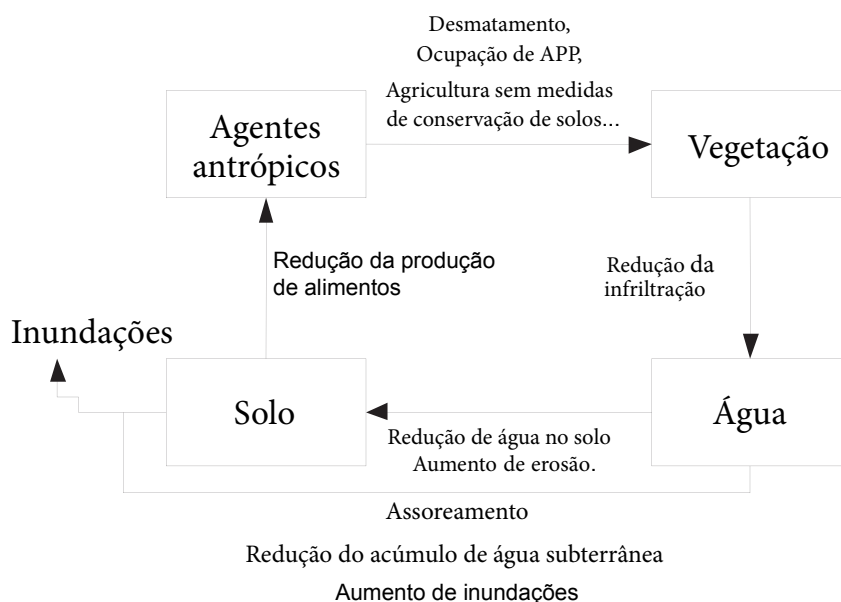 Desmatamento,
Ocupação de APP,
Agricultura sem medidas
de conservação de solos...
Agentes
antrópicos
Vegetação
Redução da produção
de alimentos
Redução da
infriltração
Inundações
Solo
Água
Redução de água no solo
Aumento de erosão.
Assoreamento
Redução do acúmulo de água subterrânea
Aumento de inundações